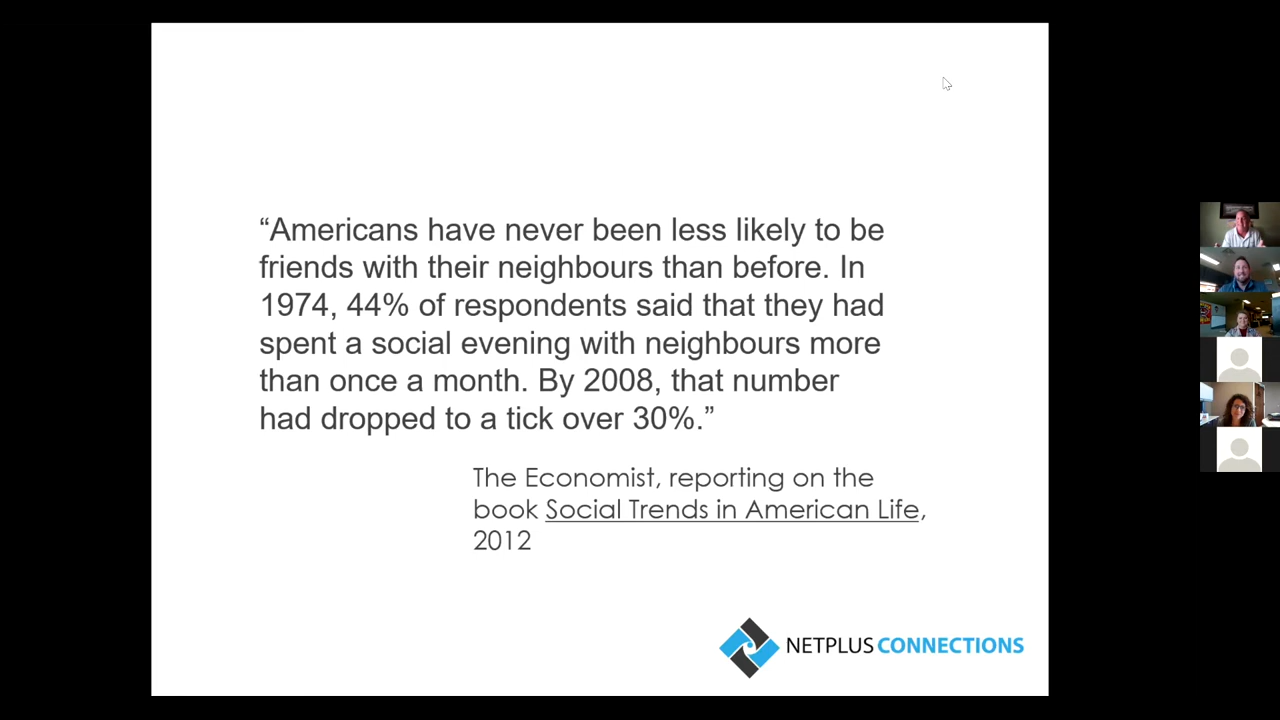 “Americans have never been less likely to be
friends with their neighbours than before. In
1974, 44% of respondents said that they had
spent a social evening with neighbours more
than once a month. By 2008, that number
had dropped to a tick over 30%.”
The Economist, reporting on the
book Social Trends in American Life,
2012
NETPLUS CONNECTIONS